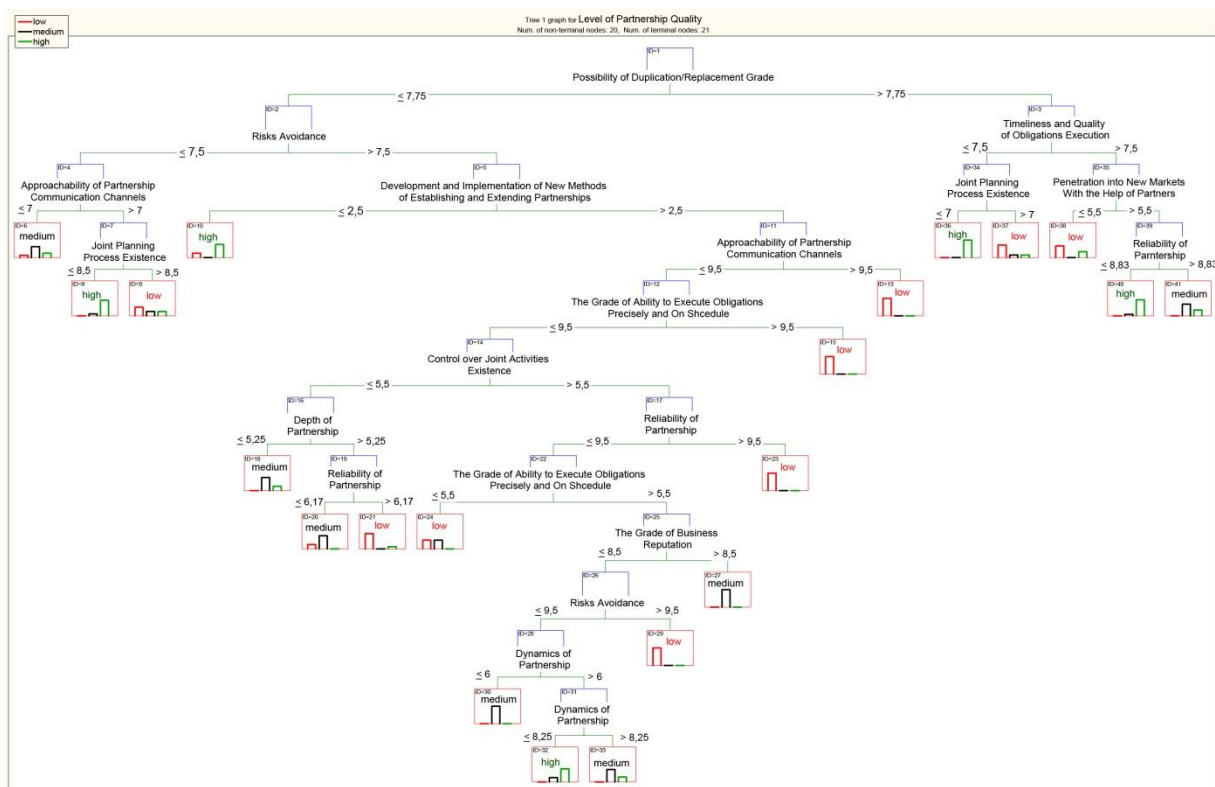 low
medium
high
Tree 1 graph for Level of Partnership Quality
Num. of non-terminal nodes: 20, Num. of terminal nodes: 21
ID=1
Possibility of Duplication/Replacement Grade
≤ 7,75
> 7,75
ID=2
Risks Avoidance
ID=3
Timeliness and Quality
of Obligations Execution
≤ 7,5
> 7,5
≤ 7,5
> 7,5
ID=4
Approachability of Partnership
Communication Channels
ID=5
Development and Implementation of New Methods
of Establishing and Extending Partnerships
ID=34
Joint Planning
Process Existence
ID=35
Penetration into New Markets
With the Help of Partners
≤ 7
> 7
≤ 2,5
> 2,5
≤ 7
> 7
≤ 5,5
> 5,5
ID=6
medium
ID=7
Joint Planning
Process Existence
ID=10
high
ID=11
Approachability of Partnership
Communication Channels
ID=36
high
ID=37
low
ID=38
low
ID=39
Reliability of
Parntership
≤ 8,5
> 8,5
≤ 9,5
> 9,5
≤ 8,83
> 8,83
ID=8
high
ID=9
low
ID=12
The Grade of Ability to Execute Obligations
Precisely and On Shcedule
ID=13
low
ID=40
high
ID=41
medium
≤ 9,5
> 9,5
ID=14
Control over Joint Activities
Existence
ID=15
low
≤ 5,5
> 5,5
ID=16
Depth of
Partnership
ID=17
Reliability of
Partnership
≤ 5,25
> 5,25
≤ 9,5
> 9,5
ID=18
medium
ID=19
Reliability of
Partnership
ID=22
The Grade of Ability to Execute Obligations
Precisely and On Shcedule
ID=23
low
≤ 6,17
> 6,17
≤ 5,5
> 5,5
ID=20
medium
ID=21
low
ID=24
low
ID=25
The Grade of Business
Reputation
≤ 8,5
> 8,5
ID=26
Risks Avoidance
ID=27
medium
≤ 9,5
> 9,5
ID=28
Dynamics of
Partnership
ID=29
low
≤ 6
> 6
ID=30
medium
ID=31
Dynamics of
Partnership
≤ 8,25
> 8,25
ID=32
high
ID=33
medium